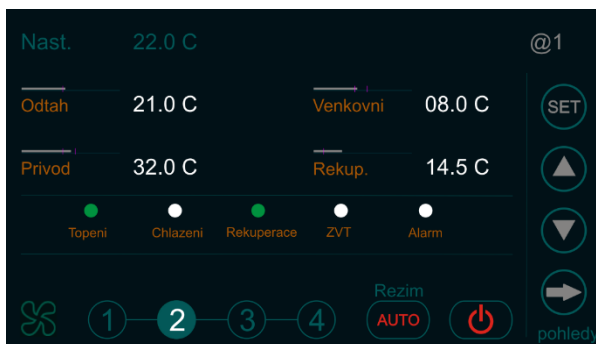 Nast. 22.0 C @1
Odtah 21.0 C Venkovni 08.0 C SET
Privod 32.0 C Rekup. 14.5 C
Topeni Chlazeni Rekuperace ZVT Alarm
Rezim
1 2 3 4 AUTO
pohledy